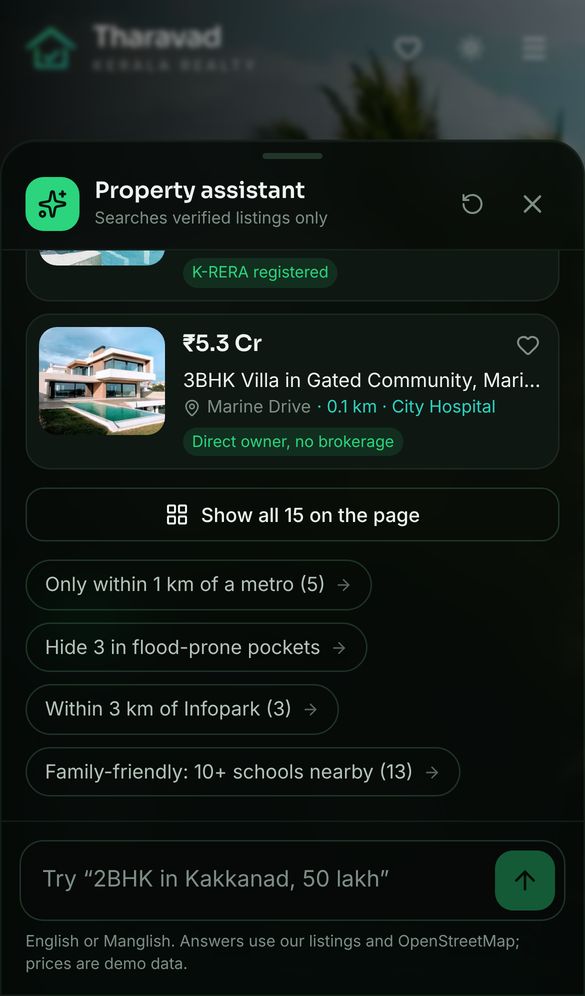 Tharavad
KERALA REALTY
Property assistant
Searches verified listings only
K-RERA registered
₹5.3 Cr
3BHK Villa in Gated Community, Mari...
Marine Drive · 0.1 km · City Hospital
Direct owner, no brokerage
Show all 15 on the page
Only within 1 km of a metro (5) →
Hide 3 in flood-prone pockets →
Within 3 km of Infopark (3) →
Family-friendly: 10+ schools nearby (13) →
Try “2BHK in Kakkanad, 50 lakh”
English or Manglish. Answers use our listings and OpenStreetMap;
prices are demo data.